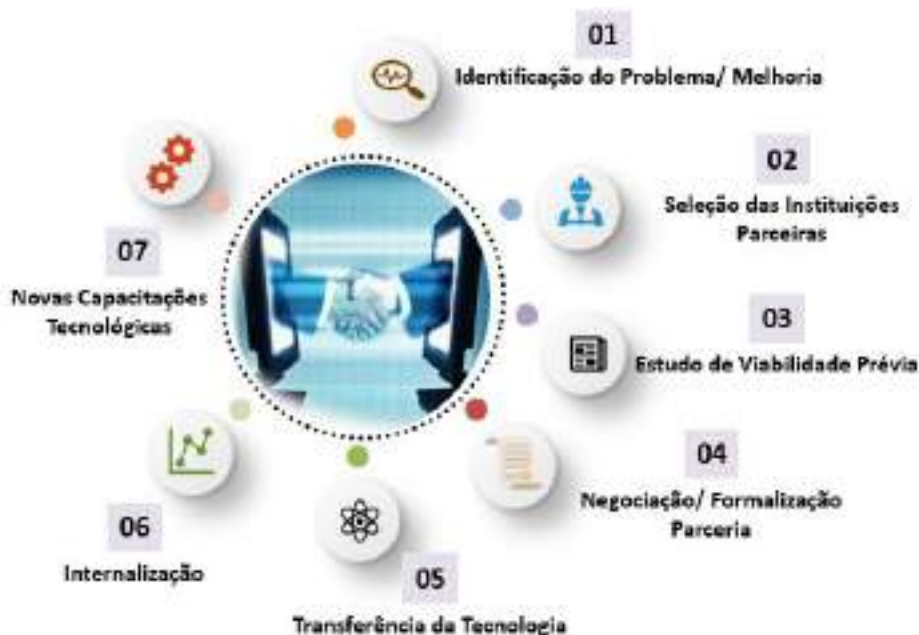 01
Identificação do Problema/ Melhoria
02
Seleção das Instituições
Parceiras
03
Estudo de Viabilidade Prévia
04
Negociação/ Formalização
Parceria
05
Transferência da Tecnologia
06
Internalização
07
Novas Capacitações
Tecnológicas